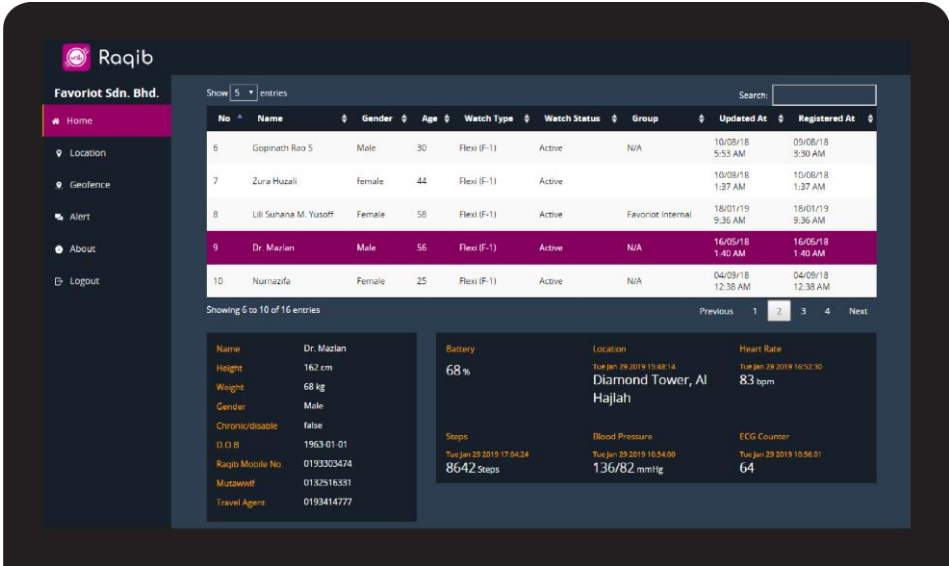 Raqib
Favoriot Sdn. Bhd.
Home
Location
Geofence
Alert
About
Logout
Show 5 entries
Search:
No Name Gender Age Watch Type Watch Status Group Updated At Registered At
6 Gopinath Rao S Male 30 Flexi (F-1) Active N/A 10/08/18 5:53 AM 09/08/18 3:30 AM
7 Zura Huzali female 44 Flexi (F-1) Active 10/08/18 1:37 AM 10/08/18 1:37 AM
8 Lili Suhana M. Yusoff Female 58 Flexi (F-1) Active Favoriot Internal 18/01/19 9:36 AM 18/01/19 9:36 AM
9 Dr. Mazlan Male 56 Flexi (F-1) Active N/A 16/05/18 1:40 AM 16/05/18 1:40 AM
10 Nurnazifa Female 25 Flexi (F-1) Active N/A 04/09/18 12:38 AM 04/09/18 12:38 AM
Showing 6 to 10 of 16 entries
Previous 1 2 3 4 Next
Name Dr. Mazlan
Height 162 cm
Weight 68 kg
Gender Male
Chronic/disable false
D.O.B 1963-01-01
Raqib Mobile No. 0193303474
Mutawwif 0132516331
Travel Agent 0193414777
Battery
68 %
Location
Tue Jan 29 2019 15:48:14
Diamond Tower, Al
Hajlah
Heart Rate
Tue Jan 29 2019 16:52:30
83 bpm
Steps
Tue Jan 29 2019 17:04:24
8642 Steps
Blood Pressure
Tue Jan 29 2019 10:54:00
136/82 mmHg
ECG Counter
Tue Jan 29 2019 10:56:01
64